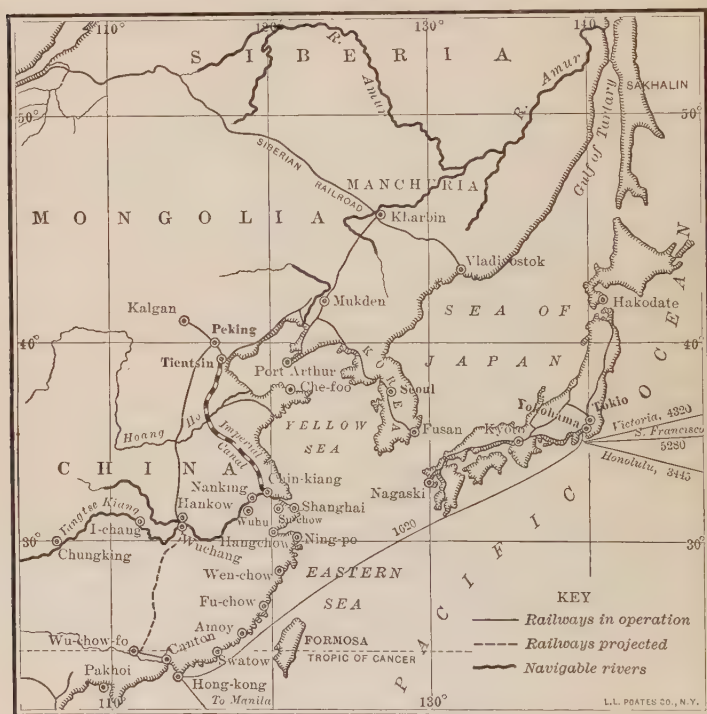 110°
120°
130°
140°
SIBERIA
R.
Amur
R. Amur
SAKHALIN
Gulf of Tartary
50°
50°
SIBERIAN RAILROAD
MANCHURIA
MONGOLIA
Kharbin
Vladivostok
Mukden
SEA OF
JAPAN
Hakodate
Kalgan
Peking
40°
40°
Tientsin
Port Arthur
KOREA
Seoul
Che-foo
Hoang Ho
Imperial Canal
YELLOW
SEA
Fusan
Yokohama
Tokio
Kyoto
Victoria, 4320
S. Francisco
5280
Honolulu, 3445
CHINA
Chin-kiang
Nagaski
Nanking
Hankow
Wuhu
Su-chow
Shanghai
Yangtse Kiang
I-chang
Wuchang
Hangchow
Ning-po
1620
30°
30°
Chungking
PACIFIC OCEAN
Wen-chow
EASTERN
SEA
Fu-chow
Amoy
Wu-chow-fo
Canton
Swatow
FORMOSA
TROPIC OF CANCER
Pakhoi
Hong-kong
To Manila
110°
130°
KEY
Railways in operation
Railways projected
Navigable rivers
L.L. POATES CO., N.Y.